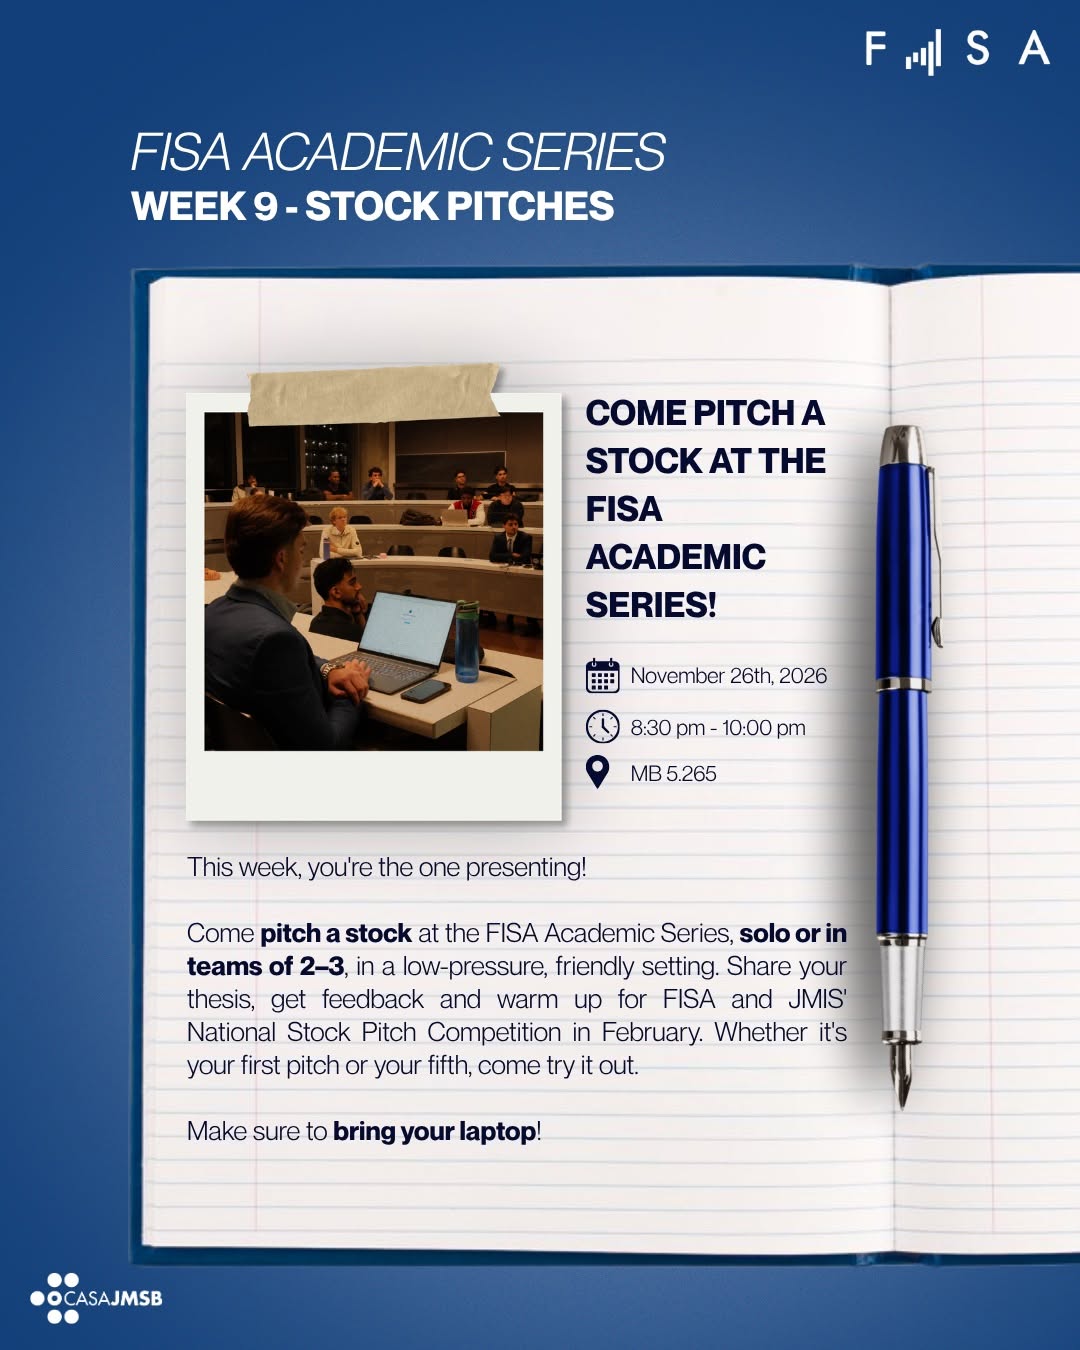 F I S A
FISA ACADEMIC SERIES
WEEK 9 - STOCK PITCHES
COME PITCH A
STOCK AT THE
FISA
ACADEMIC
SERIES!
November 26th, 2026
8:30 pm - 10:00 pm
MB 5.265
This week, you're the one presenting!
Come pitch a stock at the FISA Academic Series, solo or in
teams of 2–3, in a low-pressure, friendly setting. Share your
thesis, get feedback and warm up for FISA and JMIS'
National Stock Pitch Competition in February. Whether it's
your first pitch or your fifth, come try it out.
Make sure to bring your laptop!
CASAJMSB